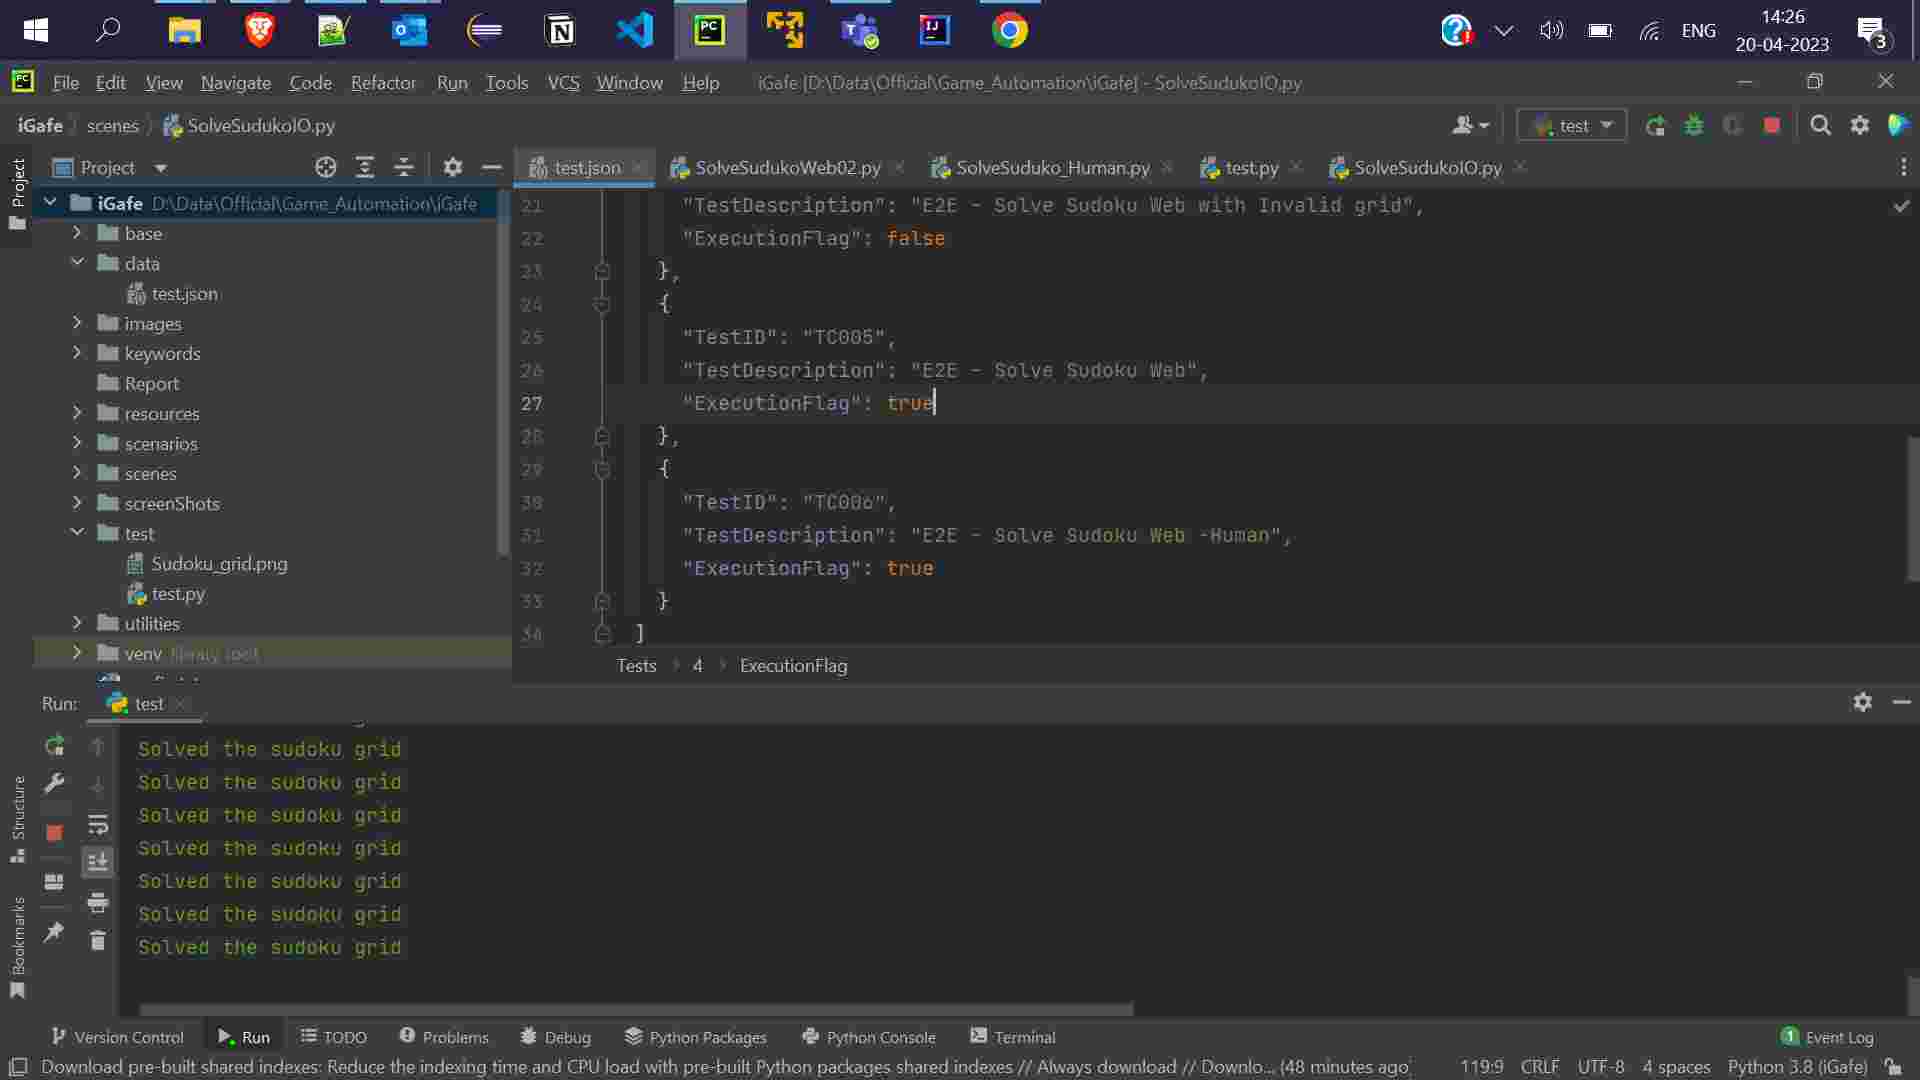 ENG
14:26
20-04-2023
3
File Edit View Navigate Code Refactor Run Tools VCS Window Help iGafe [D:\Data\Official\Game_Automation\iGafe] - SolveSudukoIO.py
iGafe scenes SolveSudukoIO.py
test
Project
test.json SolveSudukoWeb02.py SolveSuduko_Human.py test.py SolveSudukoIO.py
Project
iGafe D:\Data\Official\Game_Automation\iGafe
base
data
test.json
images
keywords
Report
resources
scenarios
scenes
screenShots
test
Sudoku_grid.png
test.py
utilities
venv library root
21 "TestDescription": "E2E - Solve Sudoku Web with Invalid grid",
22 "ExecutionFlag": false
23 },
24 {
25 "TestID": "TC005",
26 "TestDescription": "E2E - Solve Sudoku Web",
27 "ExecutionFlag": true
28 },
29 {
30 "TestID": "TC006",
31 "TestDescription": "E2E - Solve Sudoku Web -Human",
32 "ExecutionFlag": true
33 }
34 ]
Tests 4 ExecutionFlag
Run: test
Solved the sudoku grid
Solved the sudoku grid
Solved the sudoku grid
Solved the sudoku grid
Solved the sudoku grid
Solved the sudoku grid
Solved the sudoku grid
Structure
Bookmarks
Version Control Run TODO Problems Debug Python Packages Python Console Terminal 1 Event Log
Download pre-built shared indexes: Reduce the indexing time and CPU load with pre-built Python packages shared indexes // Always download // Downlo... (48 minutes ago) 119:9 CRLF UTF-8 4 spaces Python 3.8 (iGafe)